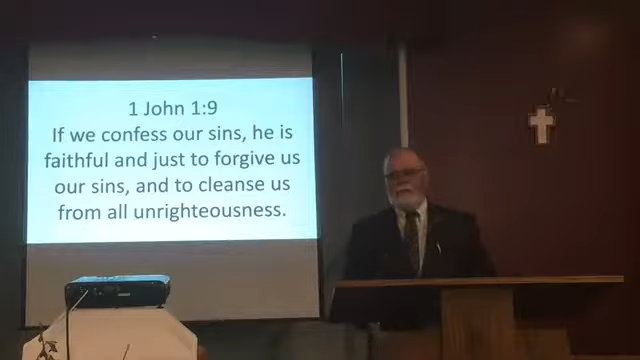 1 John 1:9
If we confess our sins, he is
faithful and just to forgive us
our sins, and to cleanse us
from all unrighteousness.